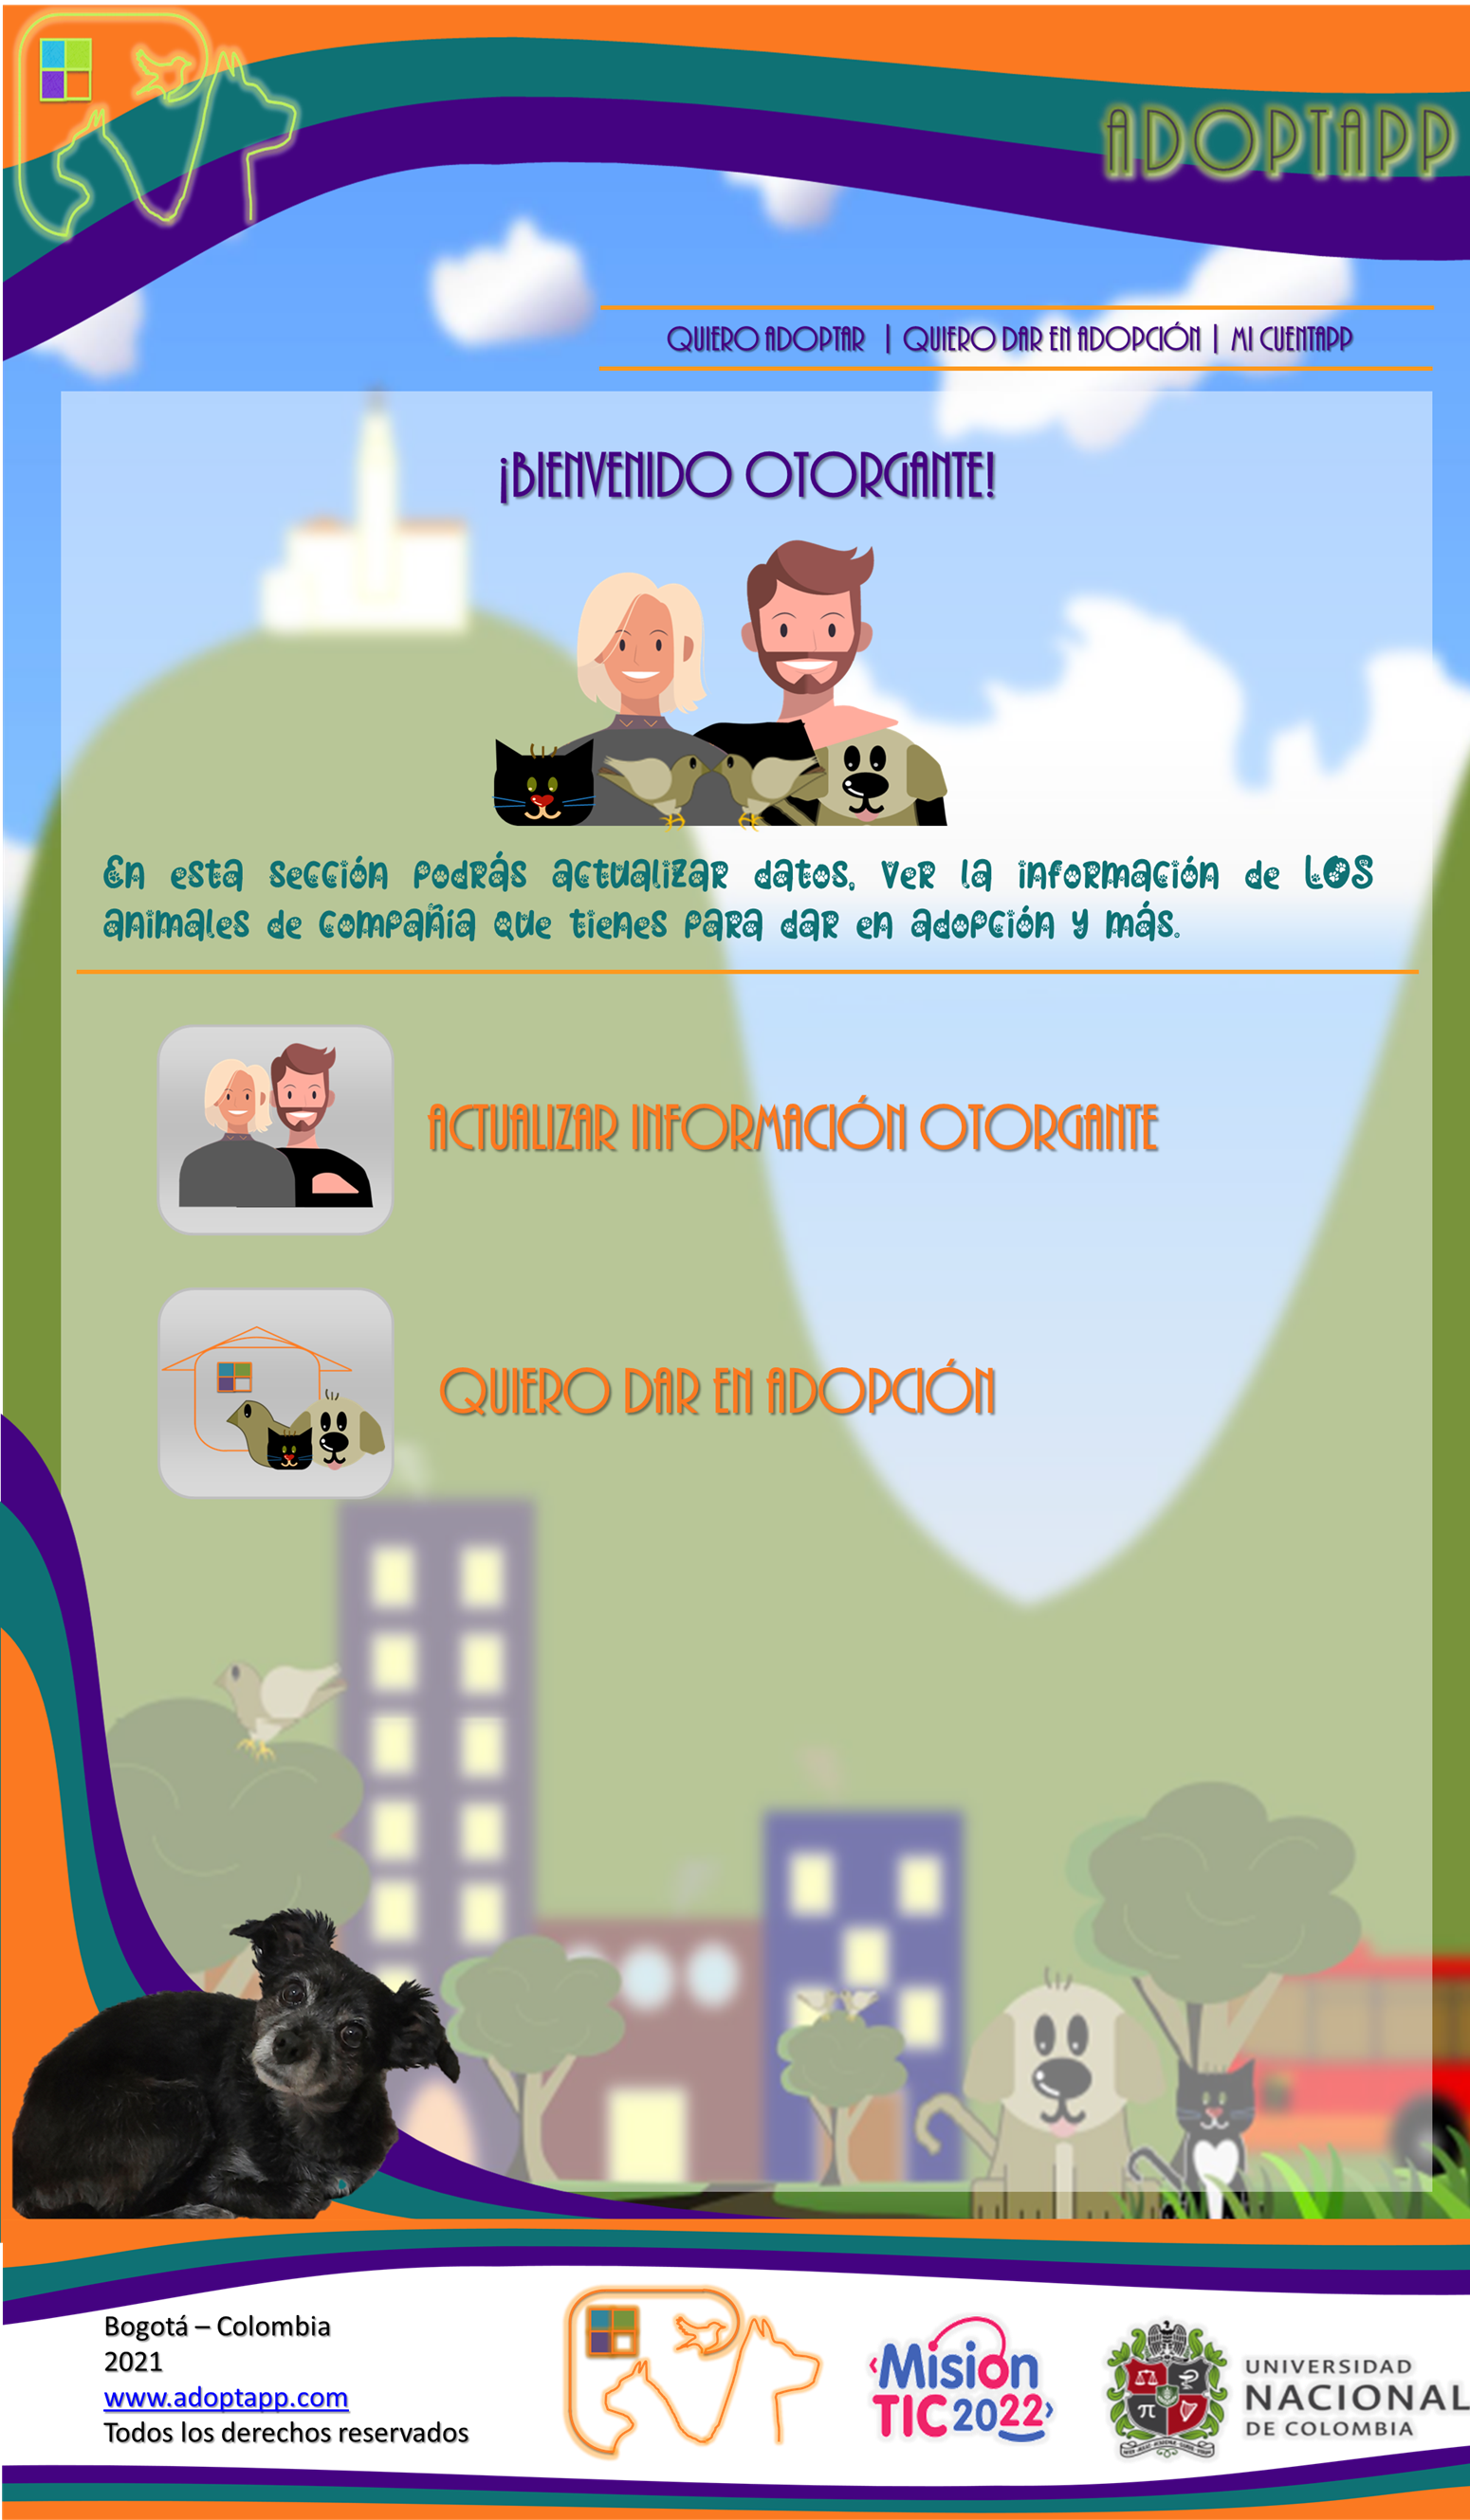 ADOPTAPP
QUIERO ADOPTAR | QUIERO DAR EN ADOPCIÓN | MI CUENTAPP
¡BIENVENIDO OTORGANTE!
En esta sección podrás actualizar datos, ver la información de LOS
animales de compañía que tienes para dar en adopción y más.
ACTUALIZAR INFORMACIÓN OTORGANTE
QUIERO DAR EN ADOPCIÓN
Bogotá – Colombia
2021
www.adoptapp.com
Todos los derechos reservados
Misión
TIC 2022
UNIVERSIDAD
NACIONAL
DE COLOMBIA